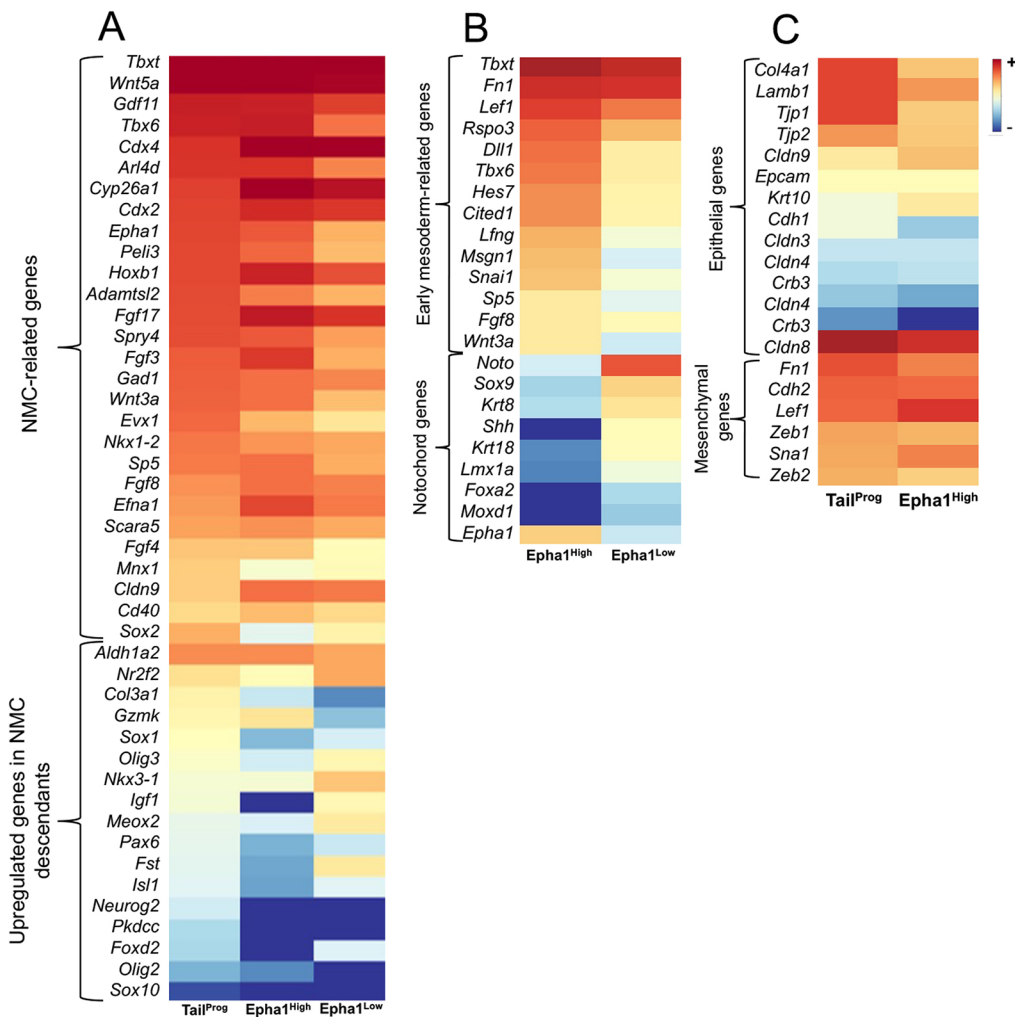 A
NMC-related genes
Tbxt
Wnt5a
Gdf11
Tbx6
Cdx4
Arl4d
Cyp26a1
Cdx2
Epha1
Peli3
Hoxb1
Adamtsl2
Fgf17
Spry4
Fgf3
Gad1
Wnt3a
Evx1
Nkx1-2
Sp5
Fgf8
Efna1
Scara5
Fgf4
Mnx1
Cldn9
Cd40
Sox2
Upregulated genes in NMC
descendants
Aldh1a2
Nr2f2
Col3a1
Gzmk
Sox1
Olig3
Nkx3-1
Igf1
Meox2
Pax6
Fst
Isl1
Neurog2
Pkdcc
Foxd2
Olig2
Sox10
TailProg Epha1High Epha1Low
B
Early mesoderm-related genes
Tbxt
Fn1
Lef1
Rspo3
Dll1
Tbx6
Hes7
Cited1
Lfng
Msgn1
Snai1
Sp5
Fgf8
Wnt3a
Notochord genes
Noto
Sox9
Krt8
Shh
Krt18
Lmx1a
Foxa2
Moxd1
Epha1
Epha1High Epha1Low
C
Epithelial genes
Col4a1
Lamb1
Tjp1
Tjp2
Cldn9
Epcam
Krt10
Cdh1
Cldn3
Cldn4
Crb3
Cldn4
Crb3
Cldn8
Mesenchymal
genes
Fn1
Cdh2
Lef1
Zeb1
Sna1
Zeb2
TailProg Epha1High
+
-